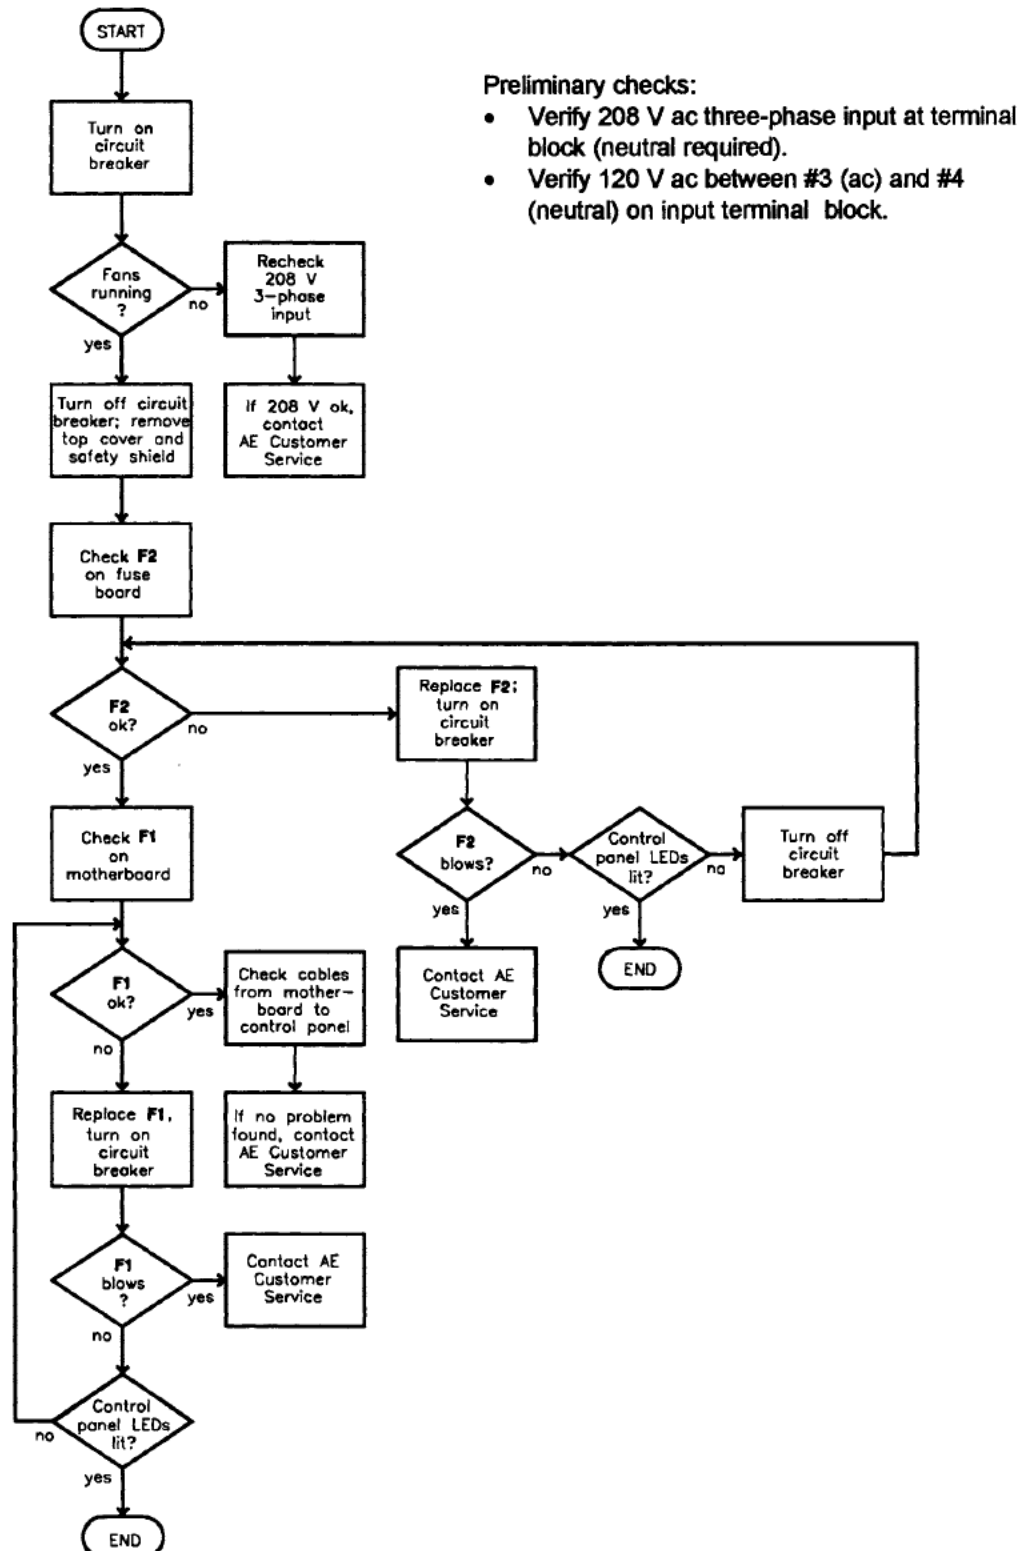 START
Preliminary checks:
• Verify 208 V ac three-phase input at terminal
block (neutral required).
• Verify 120 V ac between #3 (ac) and #4
(neutral) on input terminal block.
Turn on
circuit
breaker
Fans
running
?
no
yes
Recheck
208 V
3-phase
input
If 208 V ok,
contact
AE Customer
Service
Turn off circuit
breaker; remove
top cover and
safety shield
Check F2
on fuse
board
F2
ok?
no
yes
Replace F2;
turn on
circuit
breaker
F2
blows?
no
yes
Control
panel LEDs
lit?
no
yes
Turn off
circuit
breaker
Contact AE
Customer
Service
END
Check F1
on
motherboard
F1
ok?
yes
no
Check cables
from mother-
board to
control panel
If no problem
found, contact
AE Customer
Service
Replace F1,
turn on
circuit
breaker
F1
blows
?
yes
no
Contact AE
Customer
Service
Control
panel LEDs
lit?
no
yes
END